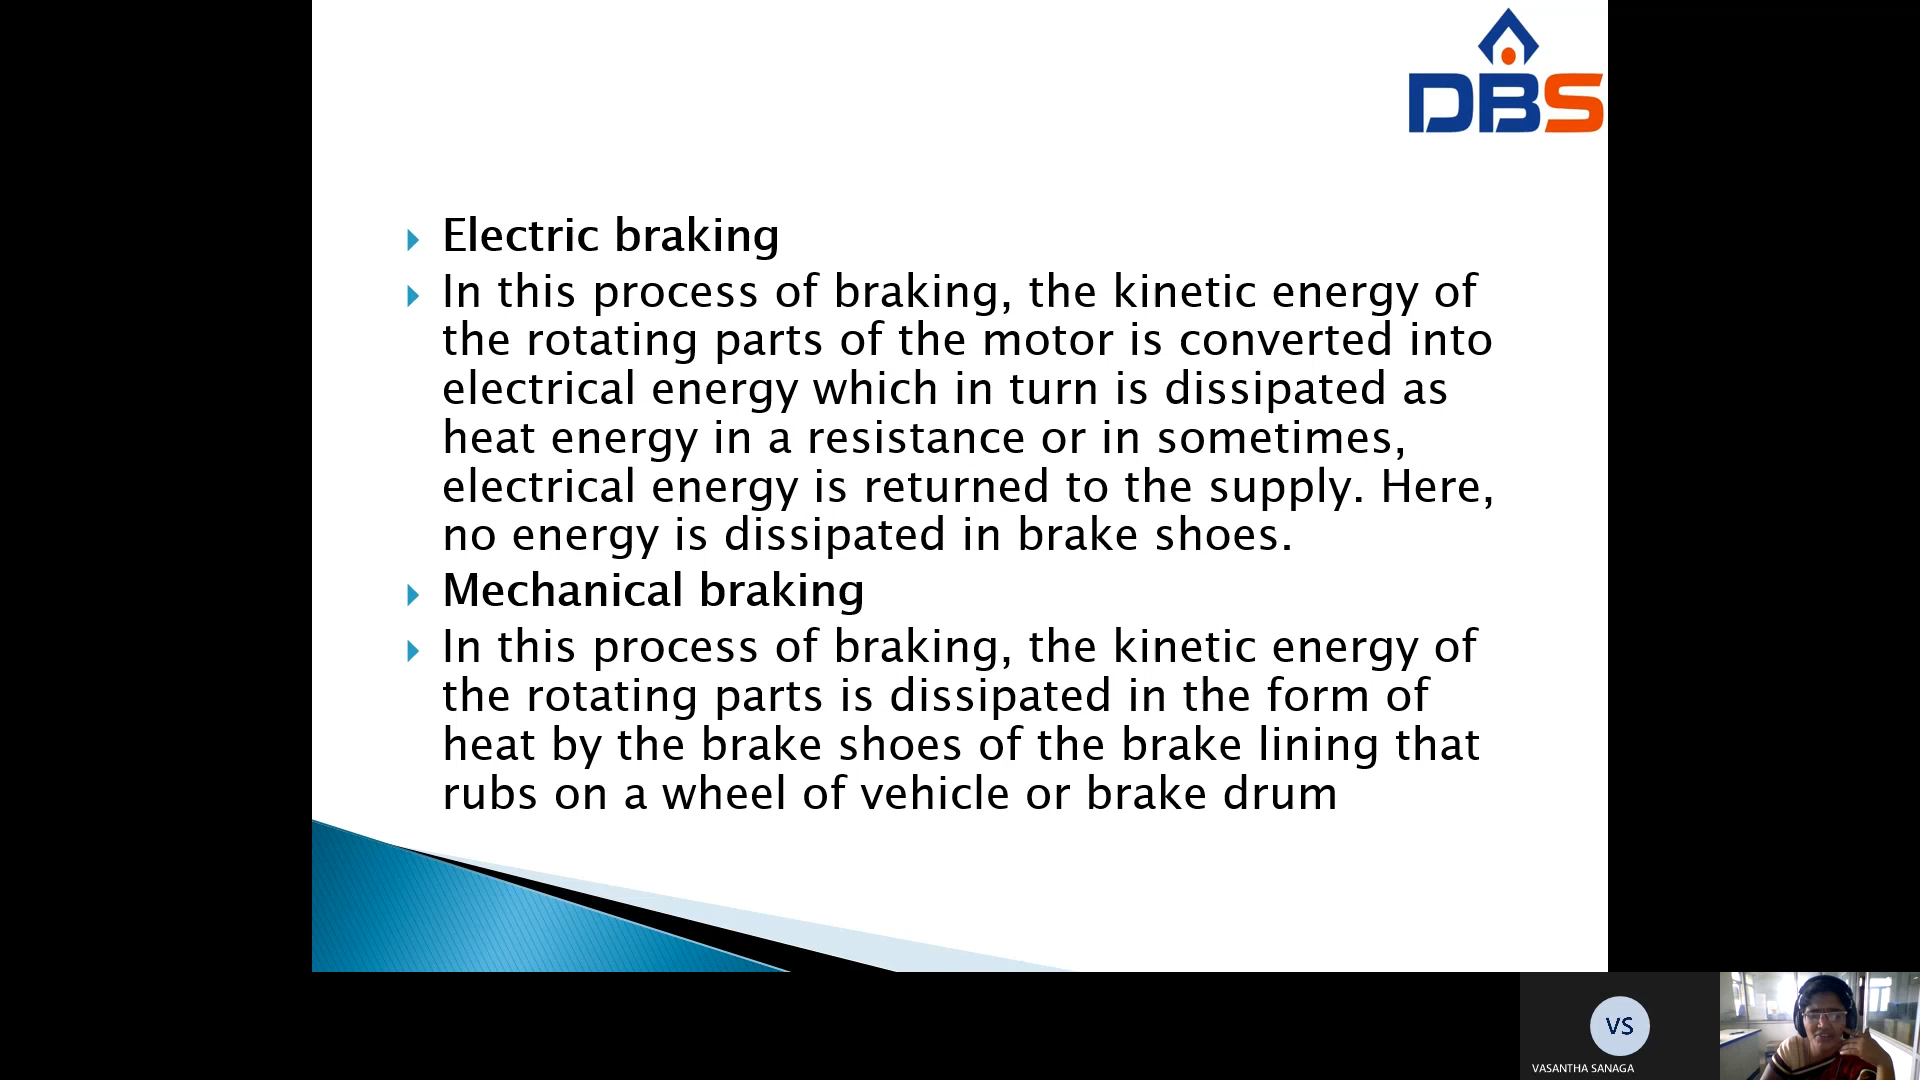 DBS
Electric braking
In this process of braking, the kinetic energy of
the rotating parts of the motor is converted into
electrical energy which in turn is dissipated as
heat energy in a resistance or in sometimes,
electrical energy is returned to the supply. Here,
no energy is dissipated in brake shoes.
Mechanical braking
In this process of braking, the kinetic energy of
the rotating parts is dissipated in the form of
heat by the brake shoes of the brake lining that
rubs on a wheel of vehicle or brake drum
VS
VASANTHA SANAGA